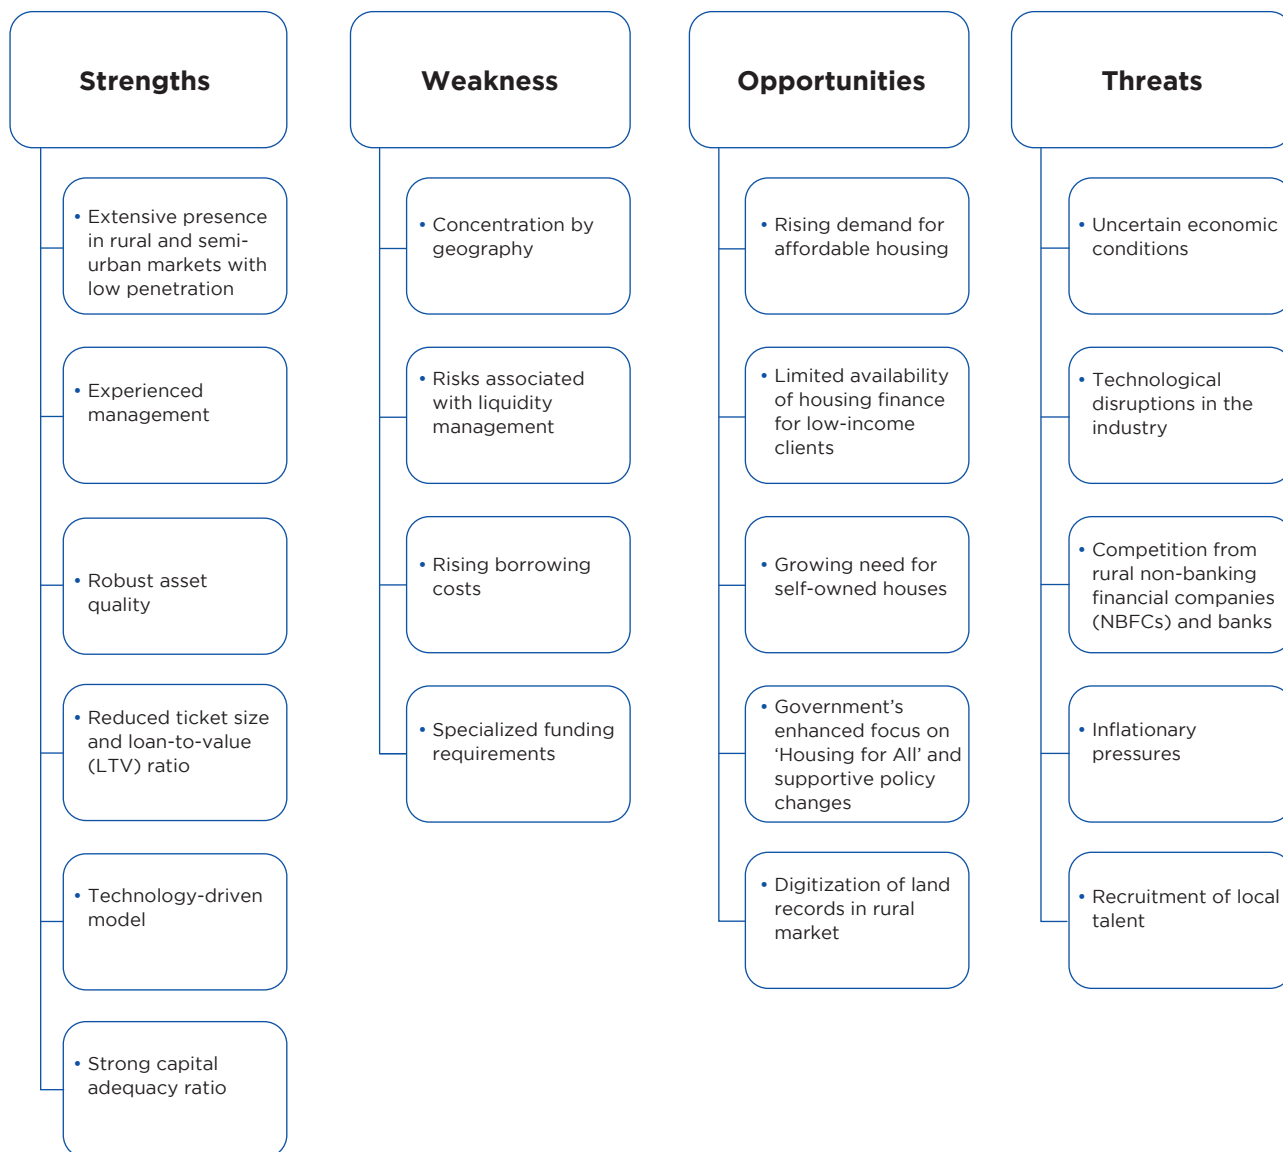 Strengths
• Extensive presence
in rural and semi-
urban markets with
low penetration
• Experienced
management
• Robust asset
quality
• Reduced ticket size
and loan-to-value
(LTV) ratio
• Technology-driven
model
• Strong capital
adequacy ratio
Weakness
• Concentration by
geography
• Risks associated
with liquidity
management
• Rising borrowing
costs
• Specialized funding
requirements
Opportunities
• Rising demand for
affordable housing
• Limited availability
of housing finance
for low-income
clients
• Growing need for
self-owned houses
• Government’s
enhanced focus on
‘Housing for All’ and
supportive policy
changes
• Digitization of land
records in rural
market
Threats
• Uncertain economic
conditions
• Technological
disruptions in the
industry
• Competition from
rural non-banking
financial companies
(NBFCs) and banks
• Inflationary
pressures
• Recruitment of local
talent